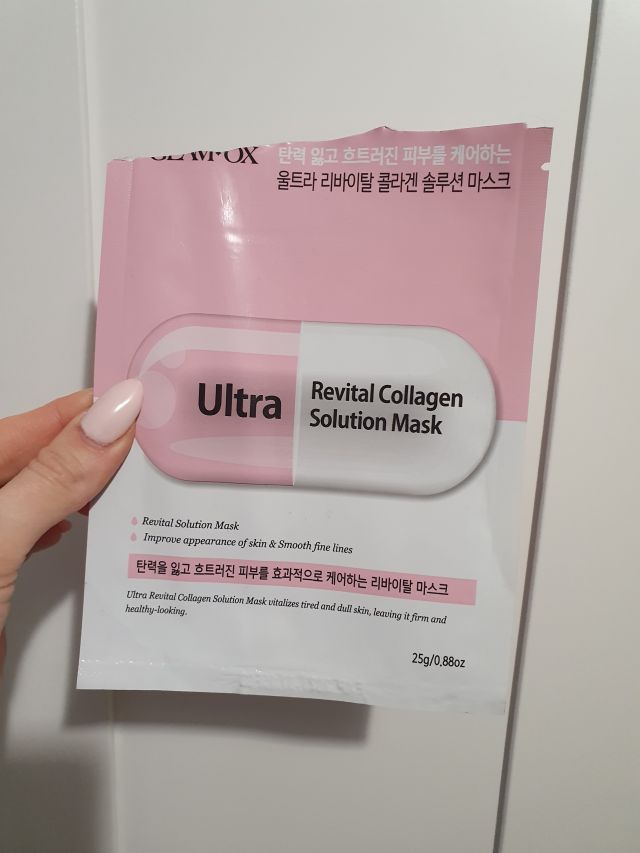 GLAM·OX
탄력 잃고 흐트러진 피부를 케어하는
울트라 리바이탈 콜라겐 솔루션 마스크
Ultra
Revital Collagen
Solution Mask
Revital Solution Mask
Improve appearance of skin & Smooth fine lines
탄력을 잃고 흐트러진 피부를 효과적으로 케어하는 리바이탈 마스크
Ultra Revital Collagen Solution Mask vitalizes tired and dull skin, leaving it firm and
healthy-looking.
25g/0.88oz